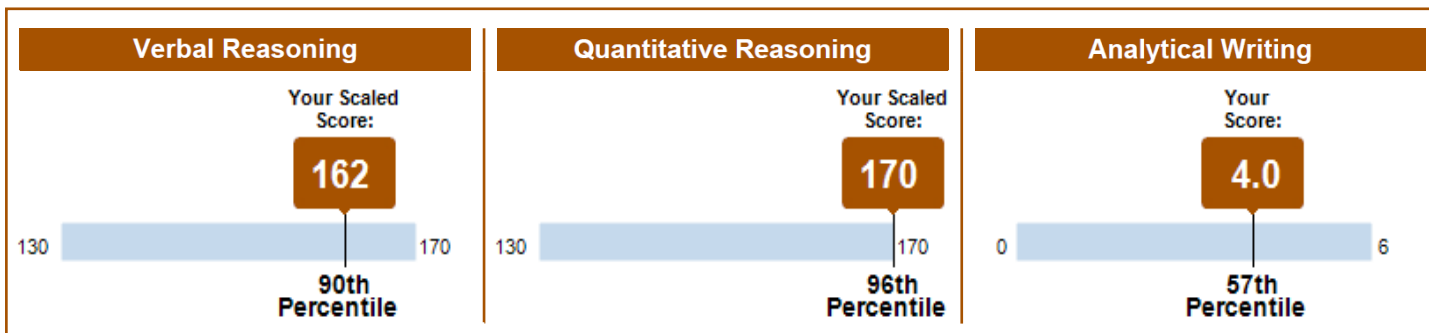 Verbal Reasoning
Your Scaled
Score:
162
130
170
90th
Percentile
Quantitative Reasoning
Your Scaled
Score:
170
130
170
96th
Percentile
Analytical Writing
Your
Score:
4.0
0
6
57th
Percentile